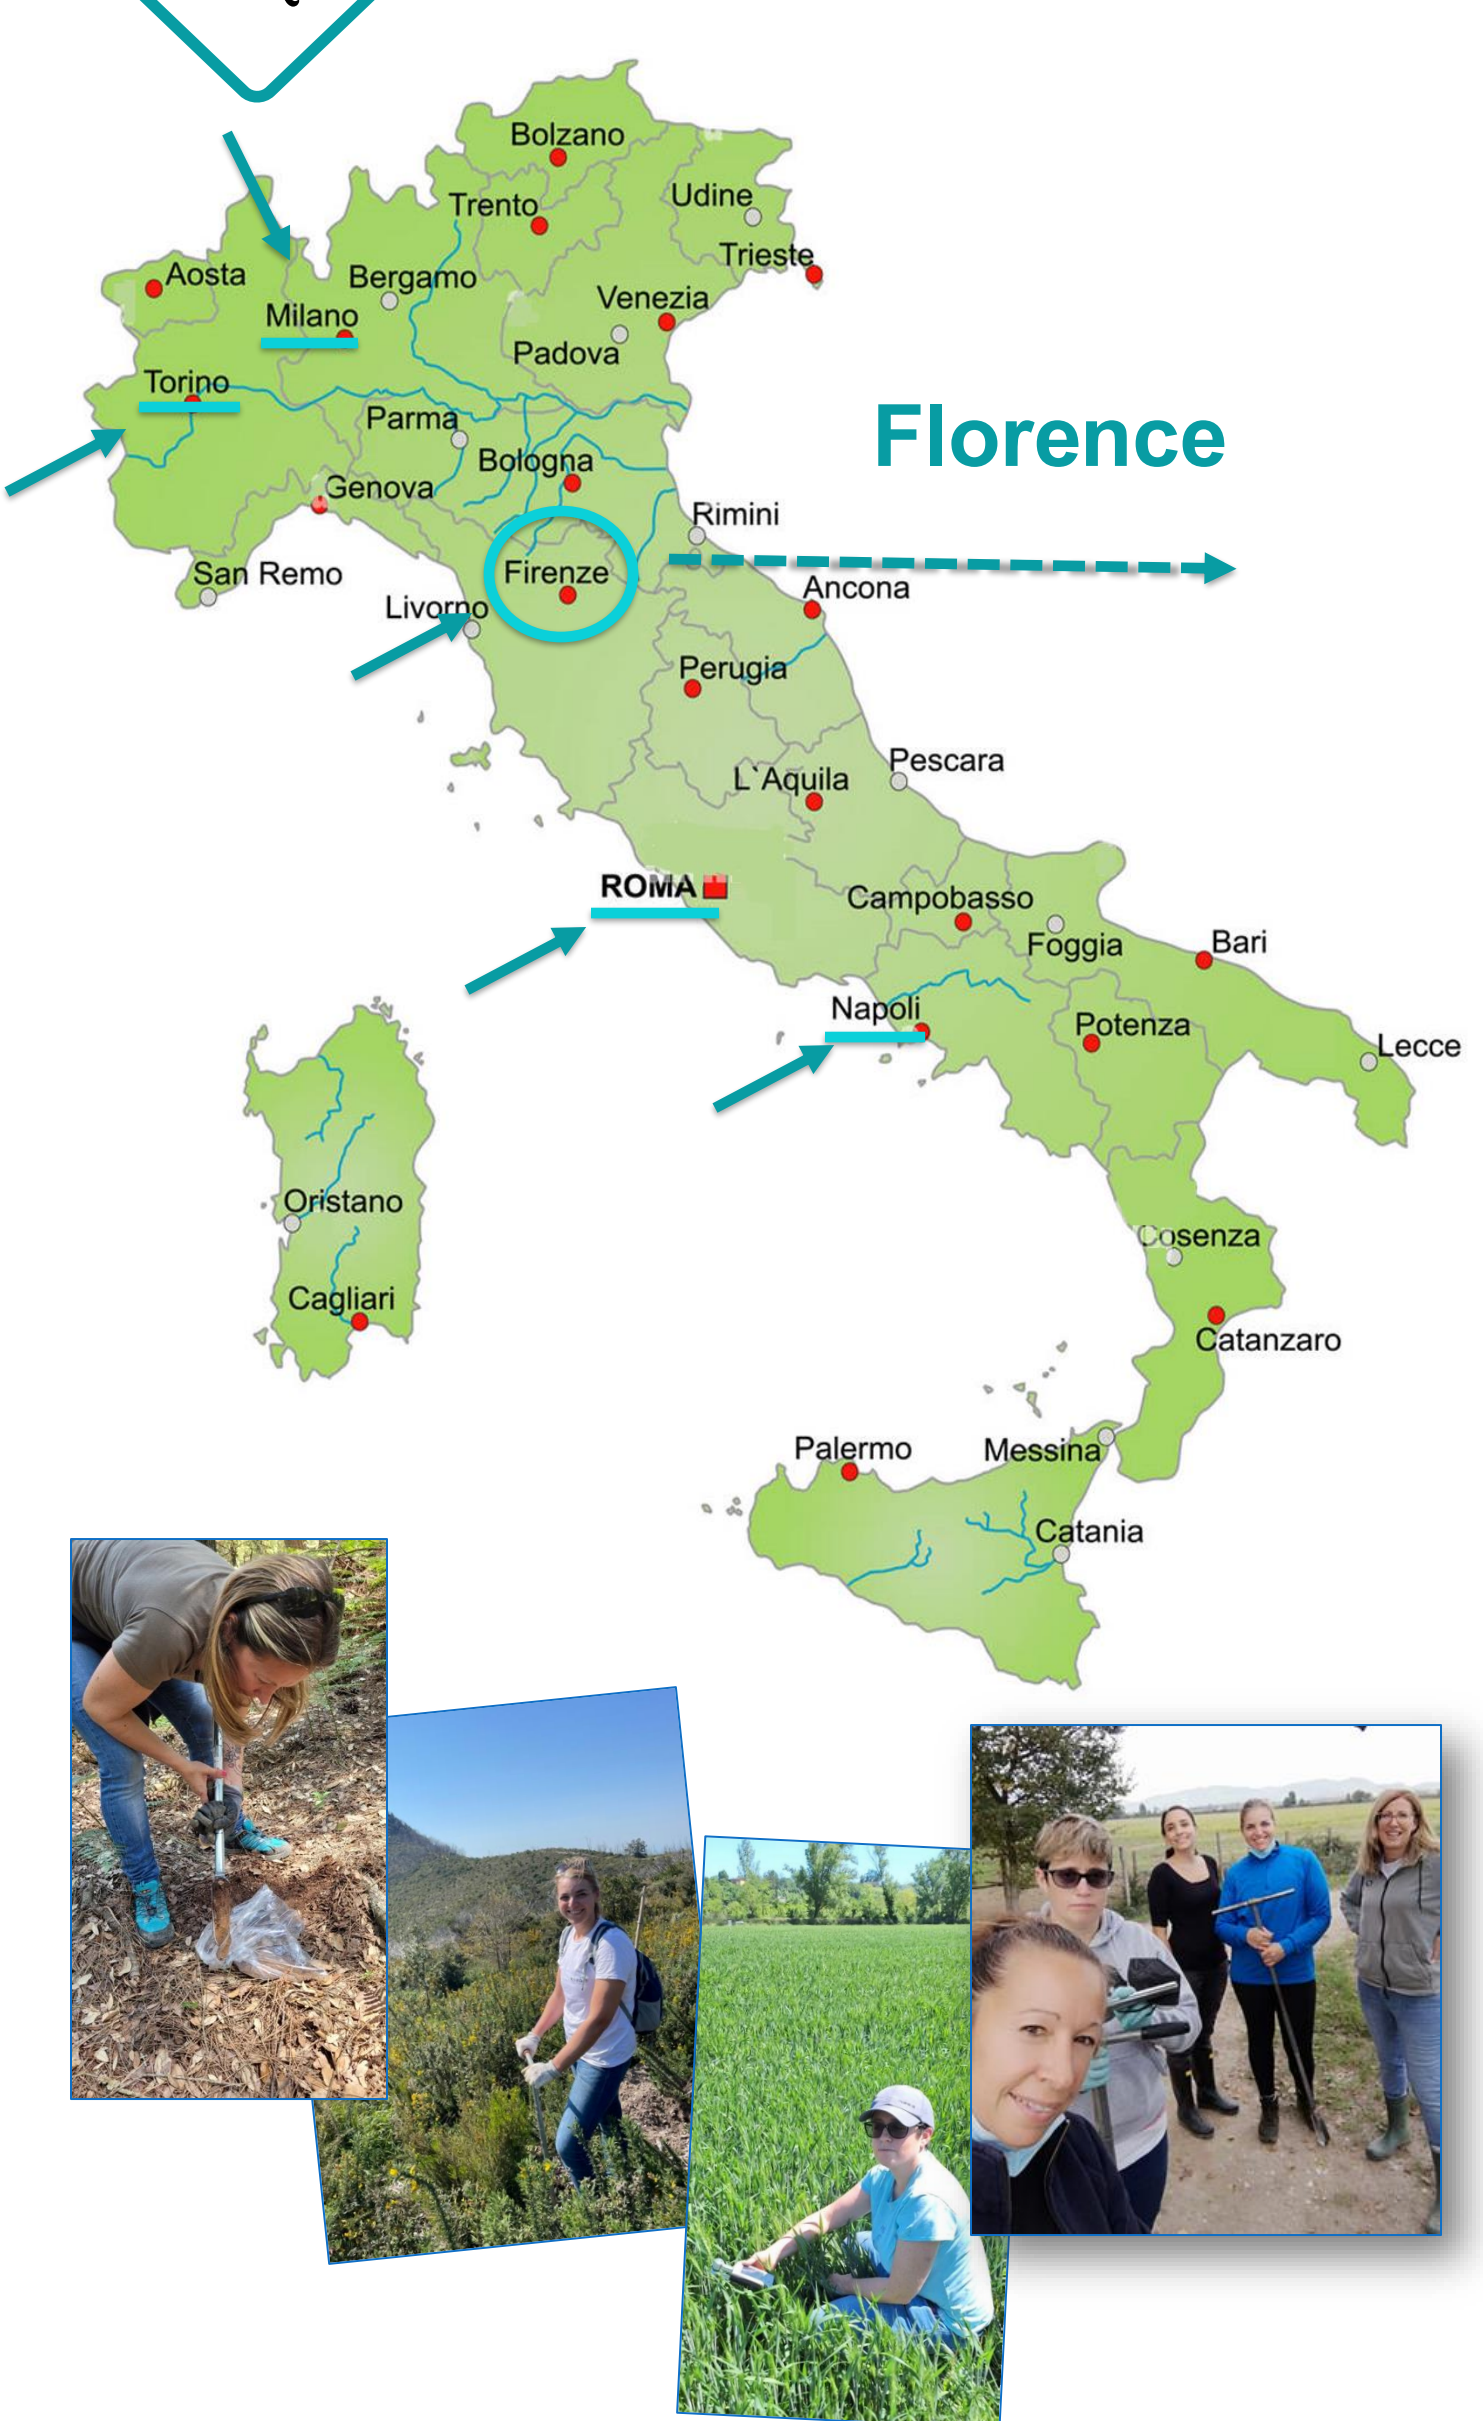 Bolzano
Trento
Udine
Trieste
Aosta
Bergamo
Venezia
Milano
Padova
Torino
Parma
Florence
Bologna
Genova
Rimini
San Remo
Firenze
Ancona
Livorno
Perugia
Pescara
L`Aquila
ROMA
Campobasso
Foggia
Bari
Napoli
Potenza
Lecce
Oristano
Cosenza
Cagliari
Catanzaro
Palermo
Messina
Catania